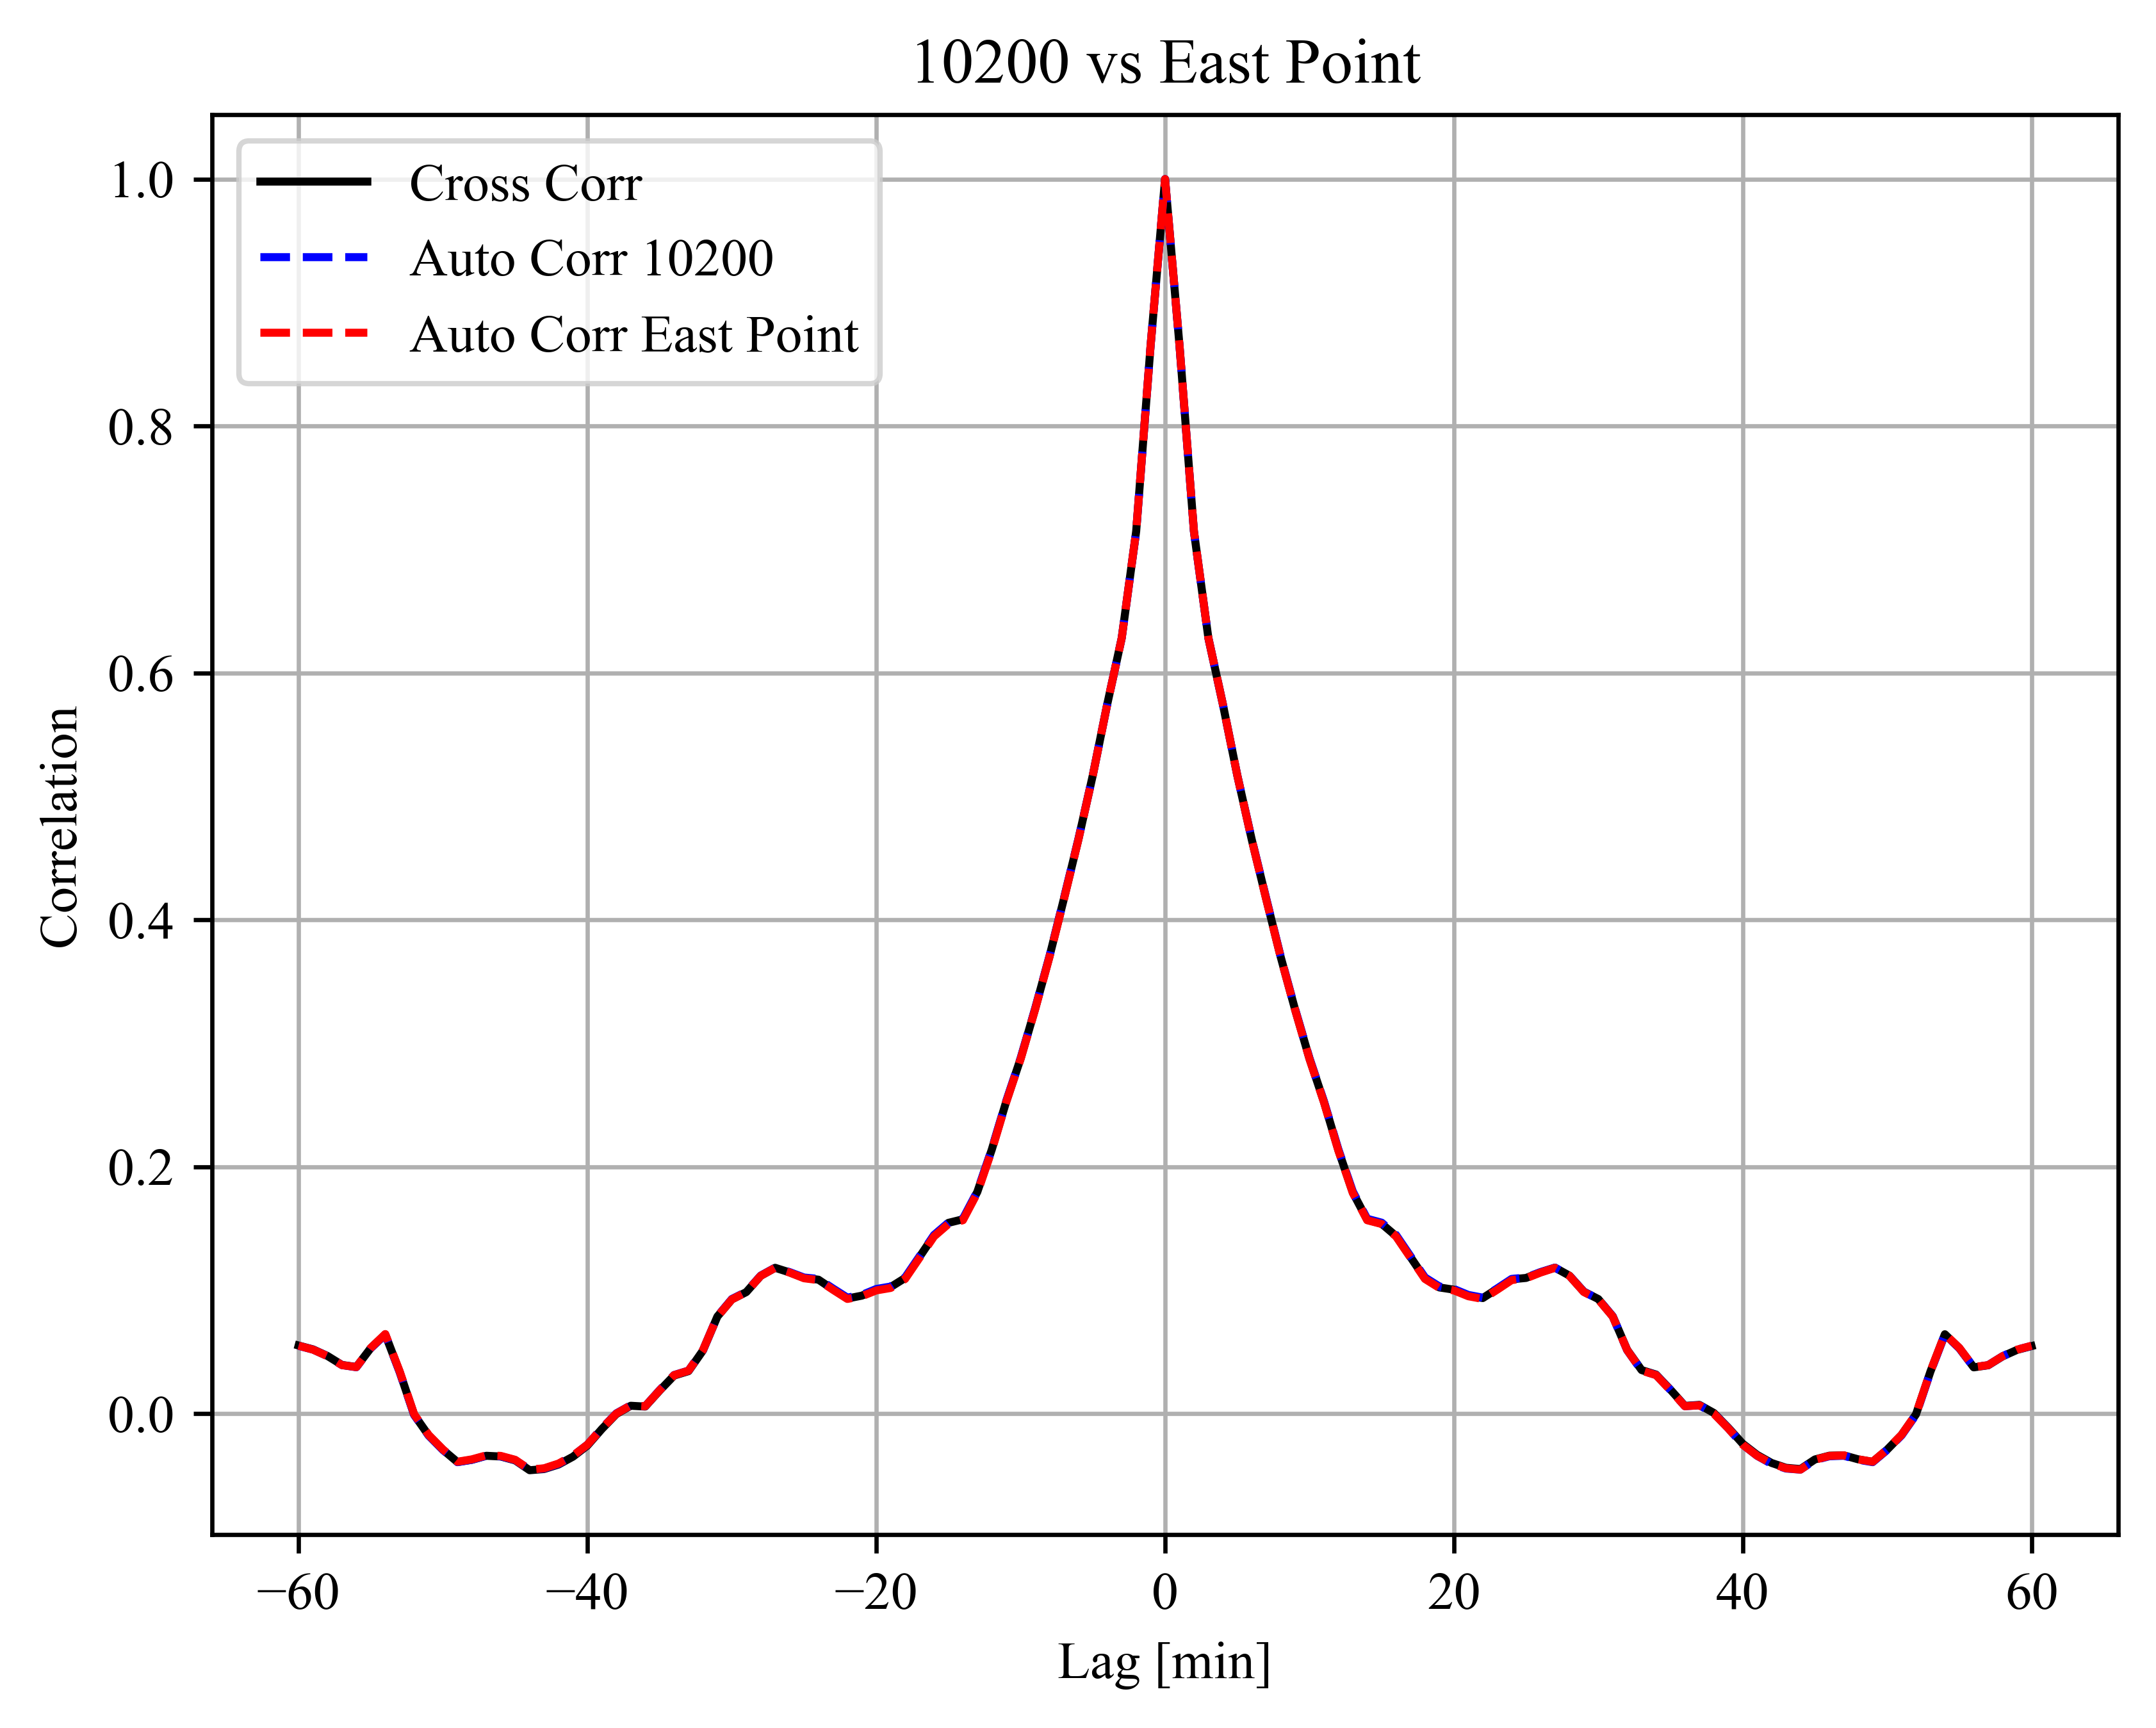 10200 vs East Point
Cross Corr
Auto Corr 10200
Auto Corr East Point
1.0
0.8
0.6
0.4
0.2
0.0
Correlation
−60 −40 −20 0 20 40 60
Lag [min]